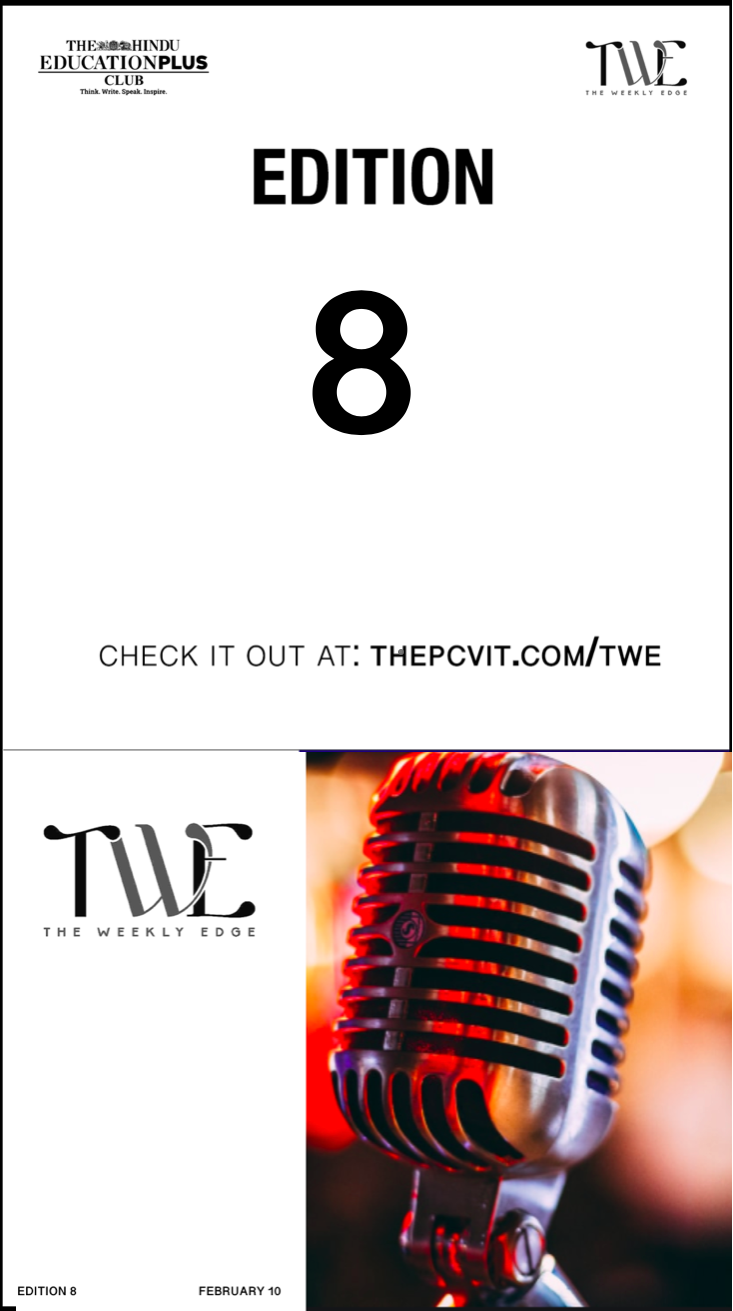 THE HINDU
EDUCATIONPLUS
CLUB
Think. Write. Speak. Inspire.
TWE
THE WEEKLY EDGE
EDITION
8
CHECK IT OUT AT: THEPCVIT.COM/TWE
TWE
THE WEEKLY EDGE
EDITION 8
FEBRUARY 10